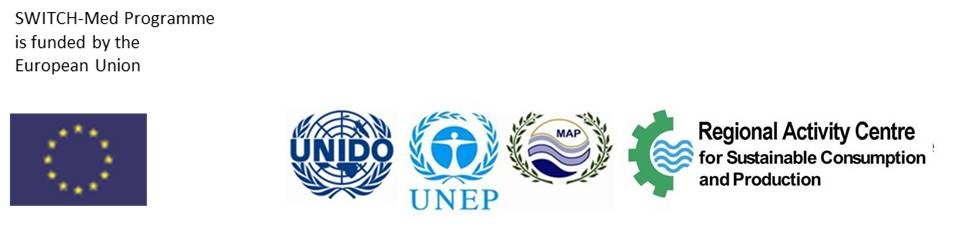 SWITCH-Med Programme
is funded by the
European Union
UNIDO
UNEP
MAP
Regional Activity Centre
for Sustainable Consumption
and Production